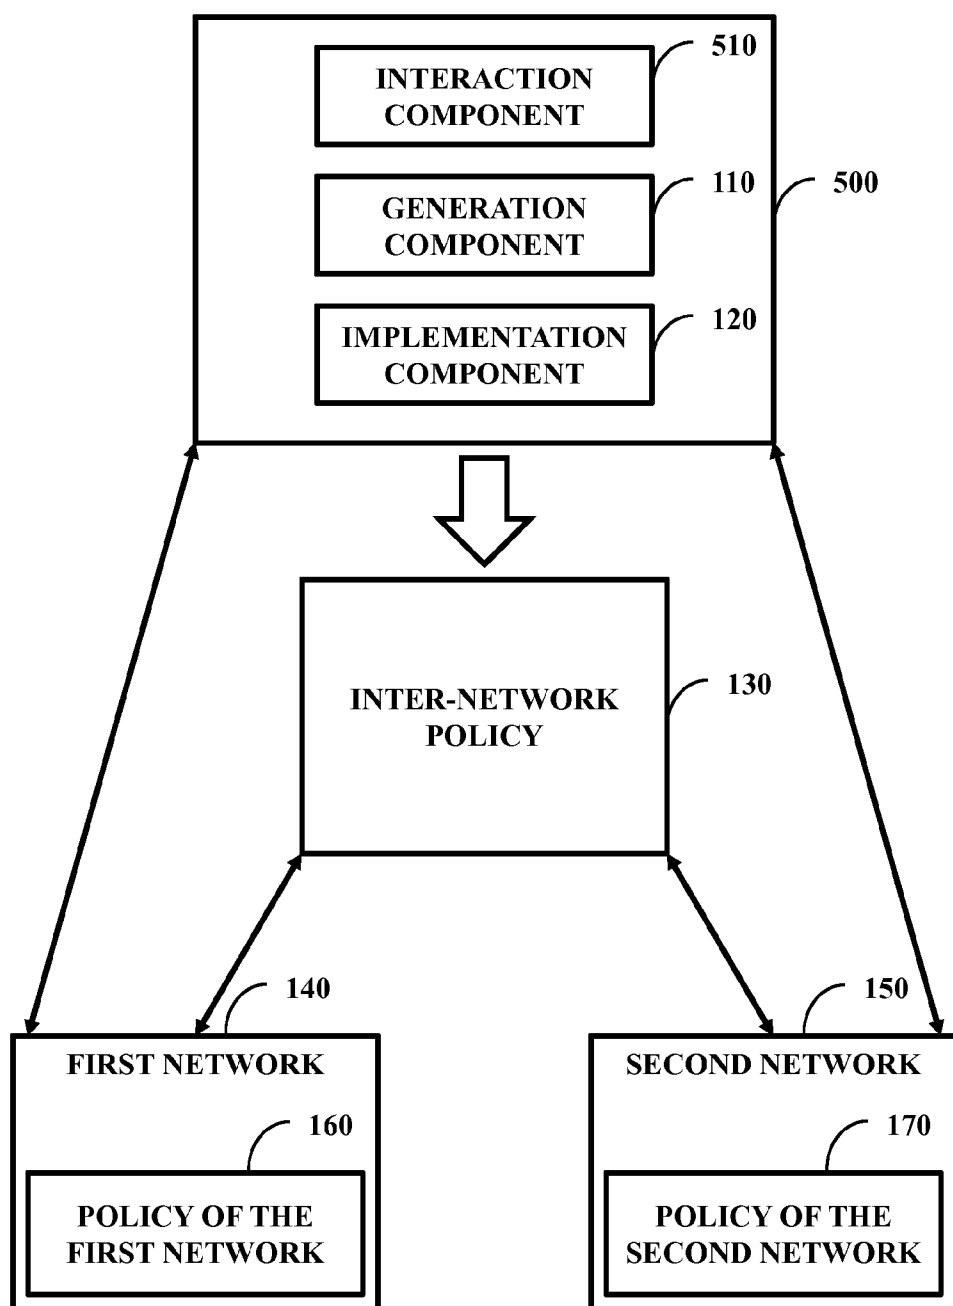 INTERACTION
COMPONENT
510
GENERATION
COMPONENT
110
500
IMPLEMENTATION
COMPONENT
120
INTER-NETWORK
POLICY
130
140
FIRST NETWORK
160
POLICY OF THE
FIRST NETWORK
150
SECOND NETWORK
170
POLICY OF THE
SECOND NETWORK